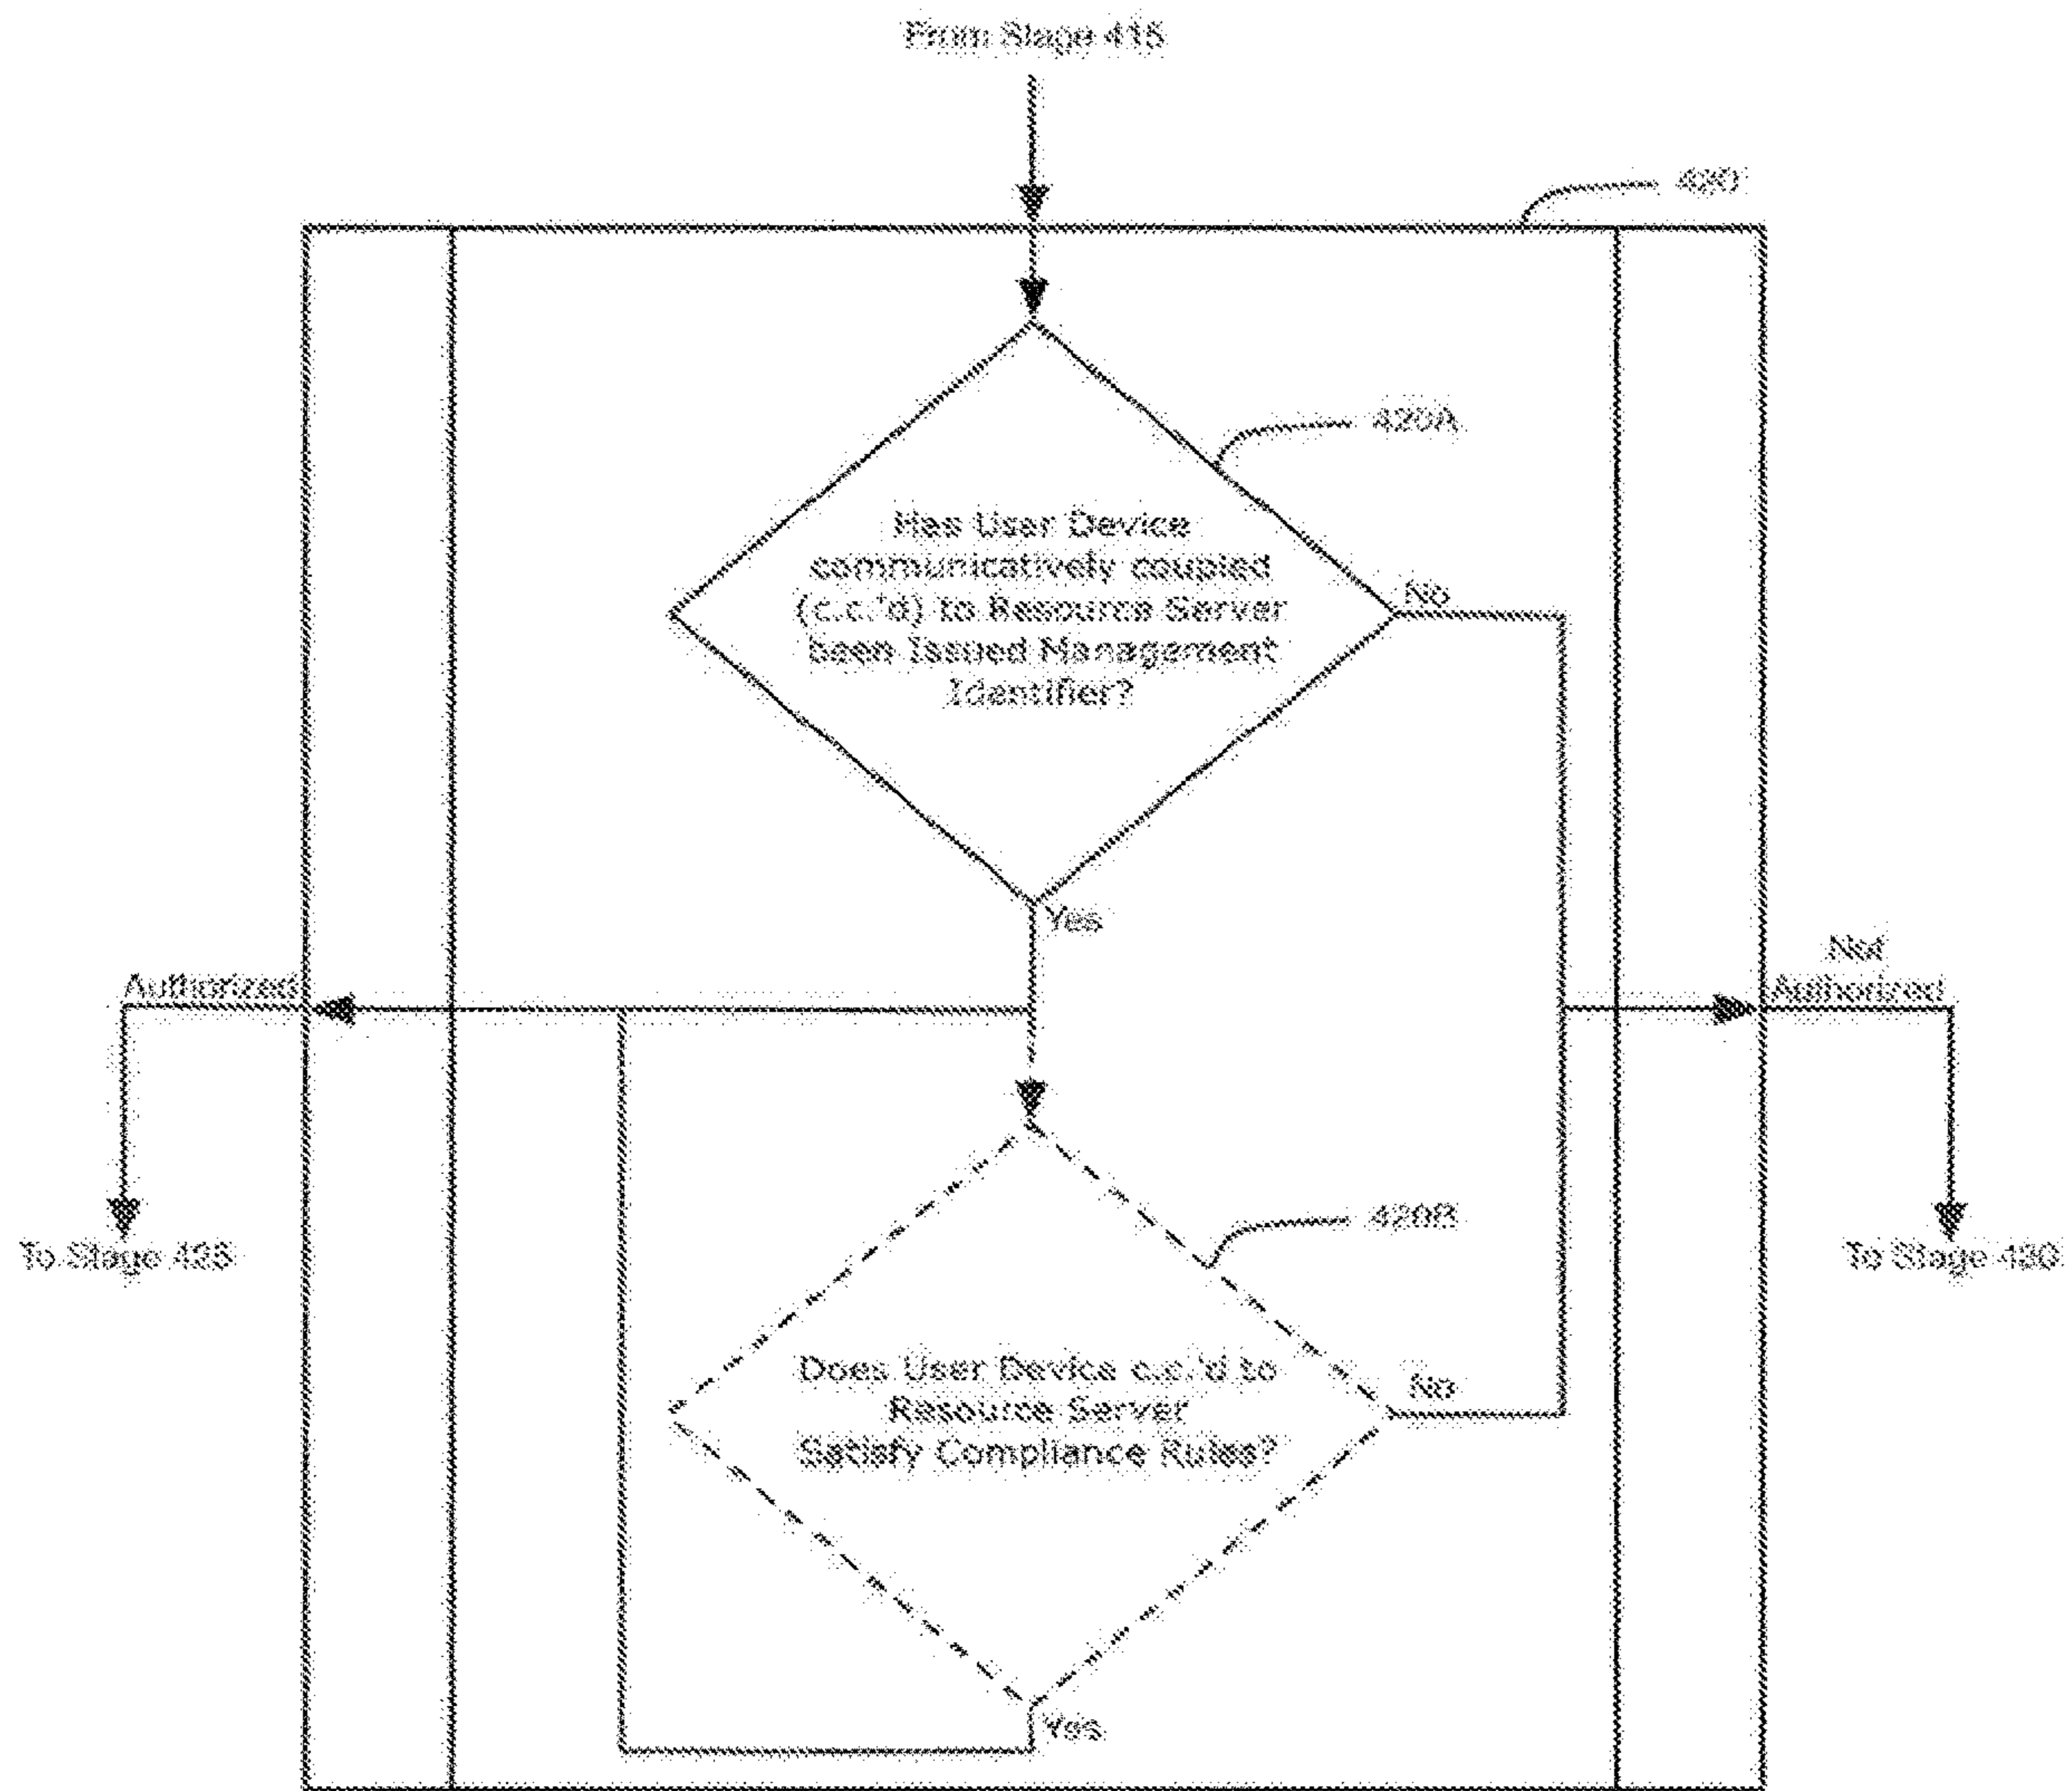 From Stage 415
420
420A
Has User Device
communicatively coupled
(c.c.'d) to Resource Server
been Issued Management
Identifier?
No
Yes
Authorized
Not
Authorized
To Stage 425
To Stage 430
420B
Does User Device c.c.'d to
Resource Server
Satisfy Compliance Rules?
No
Yes